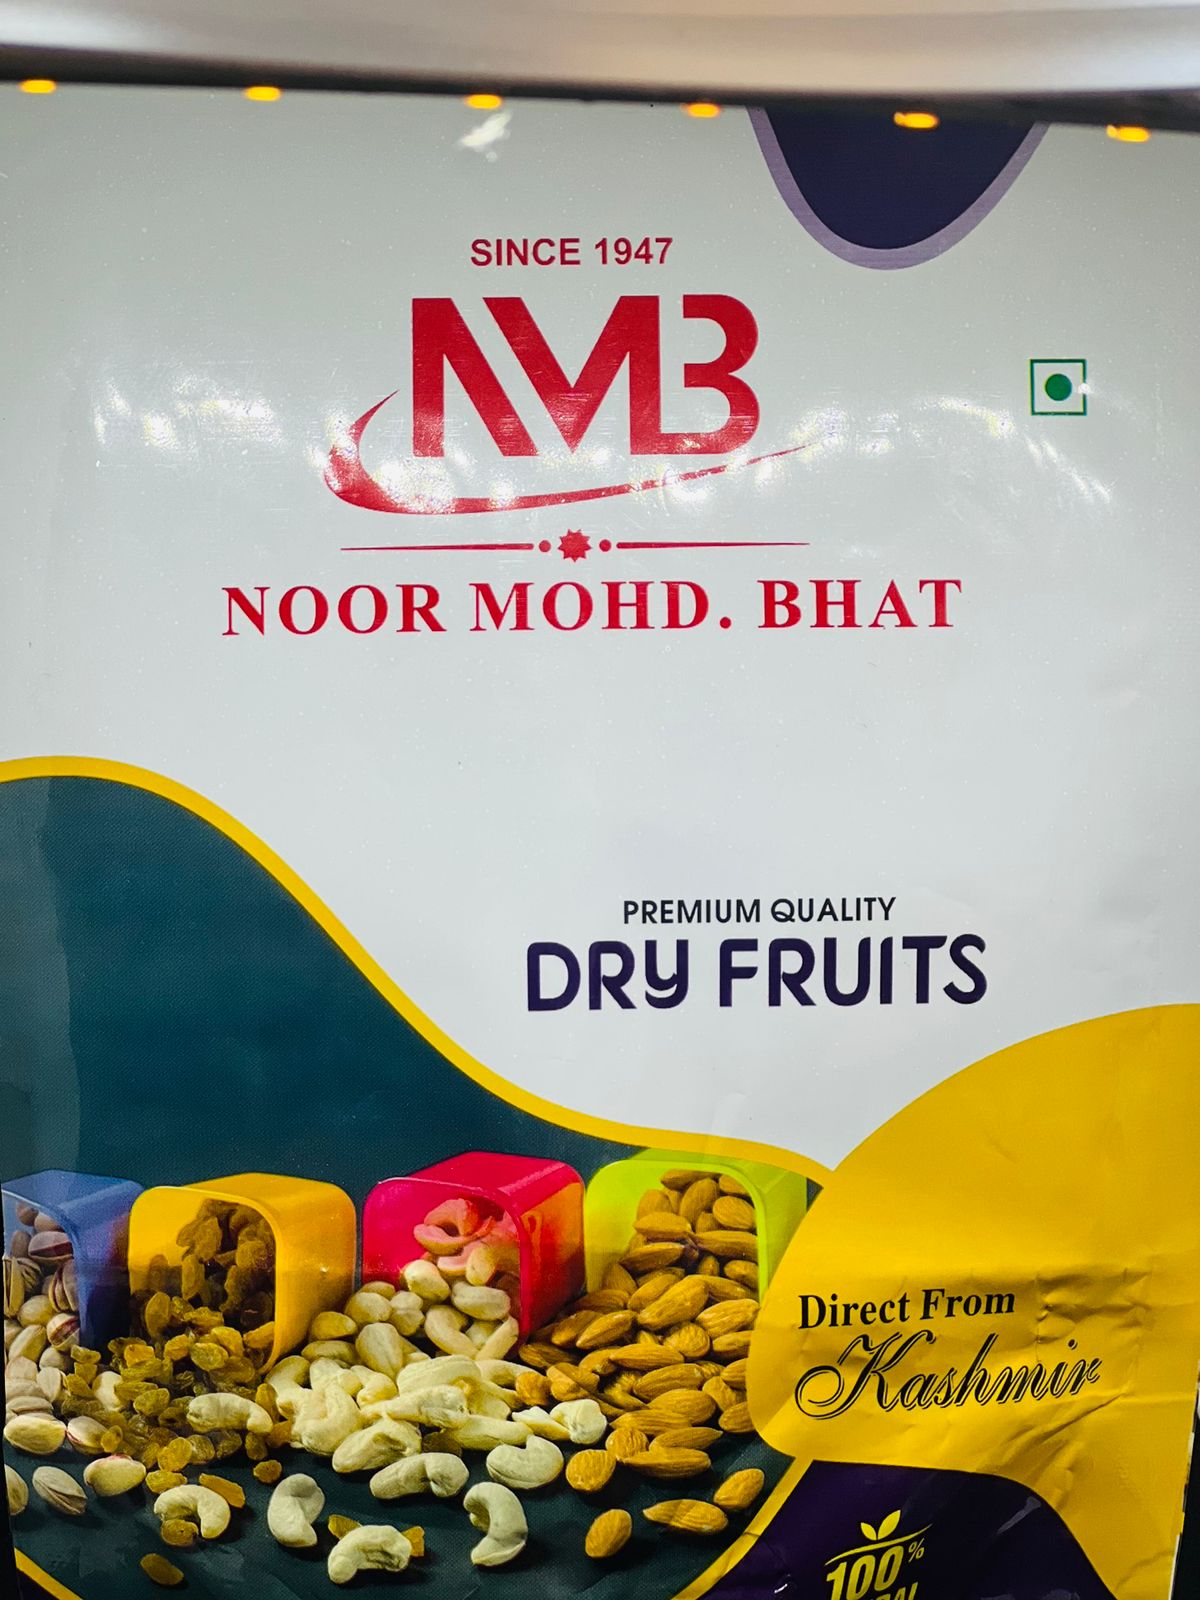 SINCE 1947
NMB
NOOR MOHD. BHAT
PREMIUM QUALITY
DRY FRUITS
Direct From
Kashmir
100%